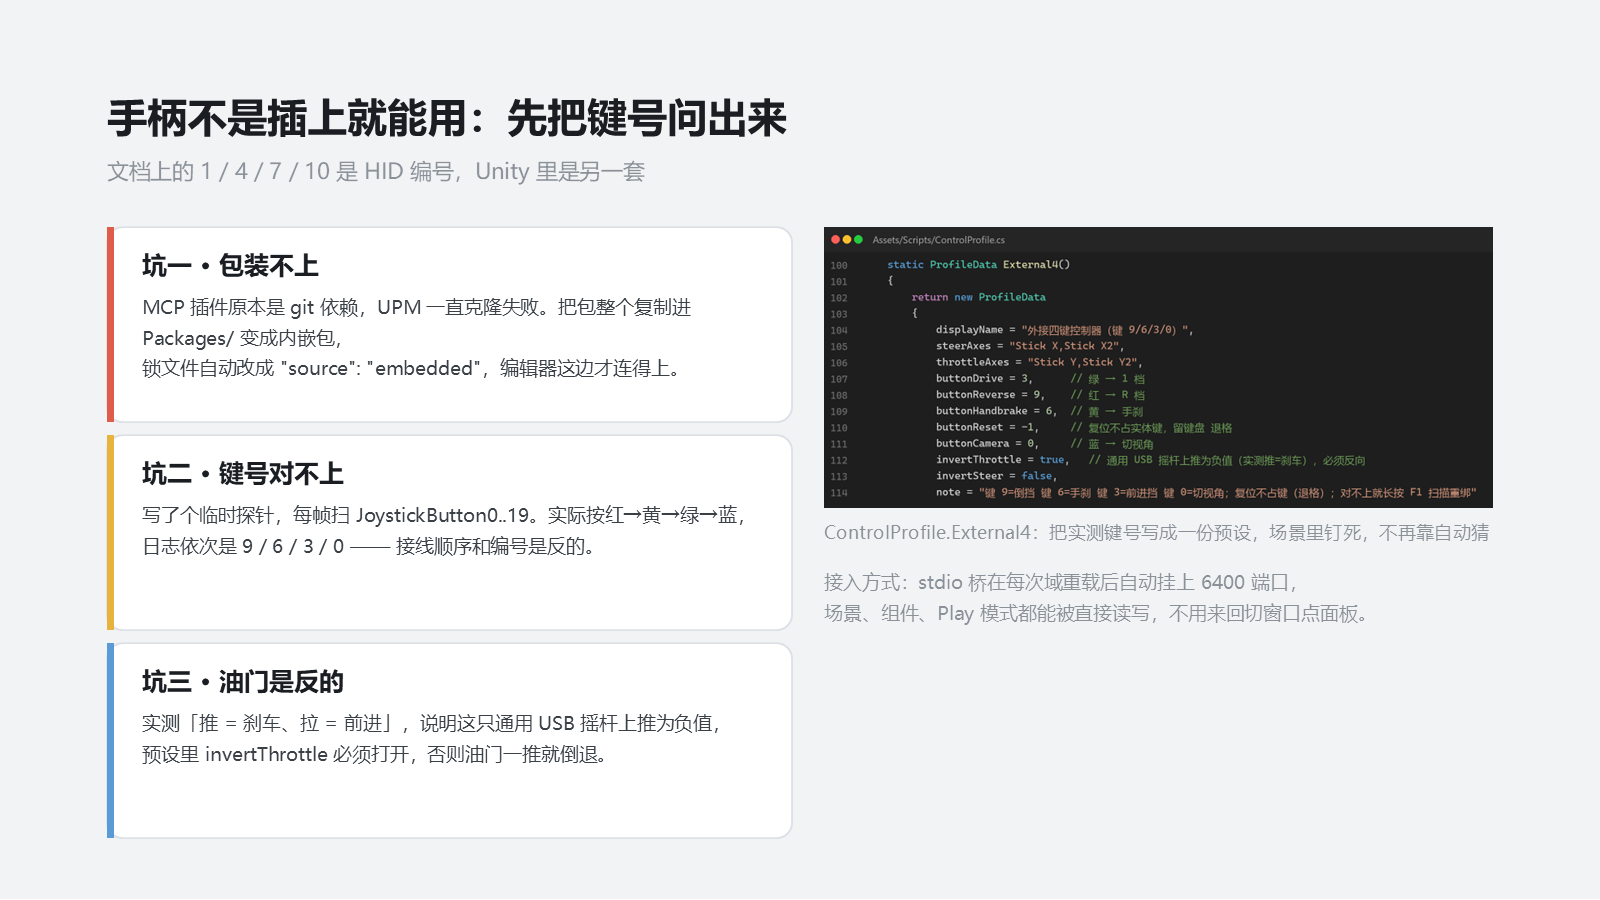 手柄不是插上就能用：先把键号问出来
文档上的 1 / 4 / 7 / 10 是 HID 编号，Unity 里是另一套
坑一 · 包装不上
MCP 插件原本是 git 依赖，UPM 一直克隆失败。把包整个复制进
Packages/ 变成内嵌包，
锁文件自动改成 "source": "embedded"，编辑器这边才连得上。
坑二 · 键号对不上
写了个临时探针，每帧扫 JoystickButton0..19。实际按红→黄→绿→蓝，
日志依次是 9 / 6 / 3 / 0 —— 接线顺序和编号是反的。
坑三 · 油门是反的
实测「推 = 刹车、拉 = 前进」，说明这只通用 USB 摇杆上推为负值，
预设里 invertThrottle 必须打开，否则油门一推就倒退。
Assets/Scripts/ControlProfile.cs
100 static ProfileData External4()
101 {
102 return new ProfileData
103 {
104 displayName = "外接四键控制器（键 9/6/3/0）",
105 steerAxes = "Stick X,Stick X2",
106 throttleAxes = "Stick Y,Stick Y2",
107 buttonDrive = 3, // 绿 → 1 档
108 buttonReverse = 9, // 红 → R 档
109 buttonHandbrake = 6, // 黄 → 手刹
110 buttonReset = -1, // 复位不占实体键，留键盘 退格
111 buttonCamera = 0, // 蓝 → 切视角
112 invertThrottle = true, // 通用 USB 摇杆上推为负值（实测推=刹车），必须反向
113 invertSteer = false,
114 note = "键 9=倒挡 键 6=手刹 键 3=前进挡 键 0=切视角；复位不占键（退格）；对不上就长按 F1 扫描重绑"
ControlProfile.External4：把实测键号写成一份预设，场景里钉死，不再靠自动猜
接入方式：stdio 桥在每次域重载后自动挂上 6400 端口，
场景、组件、Play 模式都能被直接读写，不用来回切窗口点面板。